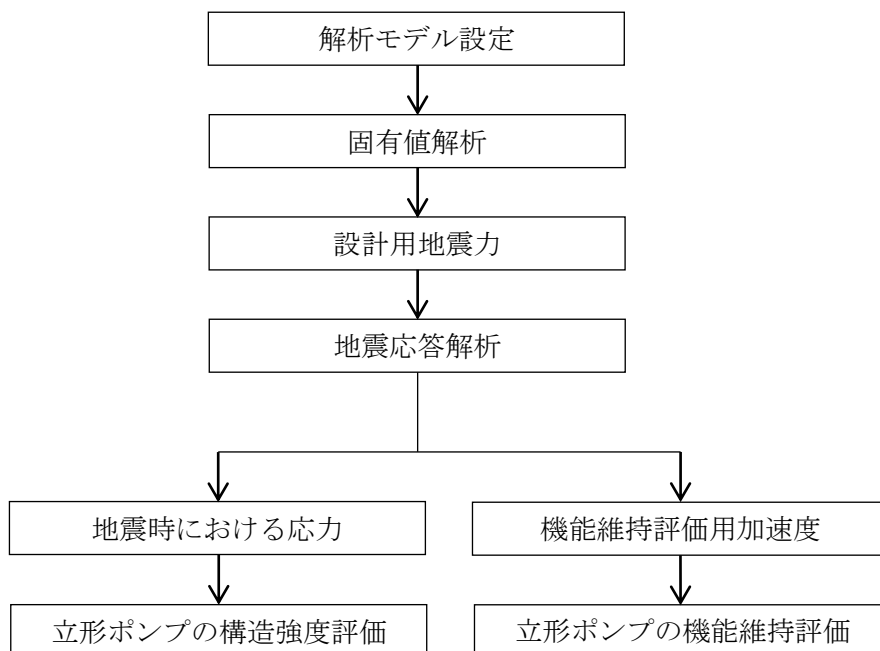 解析モデル設定
固有値解析
設計用地震力
地震応答解析
地震時における応力
機能維持評価用加速度
立形ポンプの構造強度評価
立形ポンプの機能維持評価